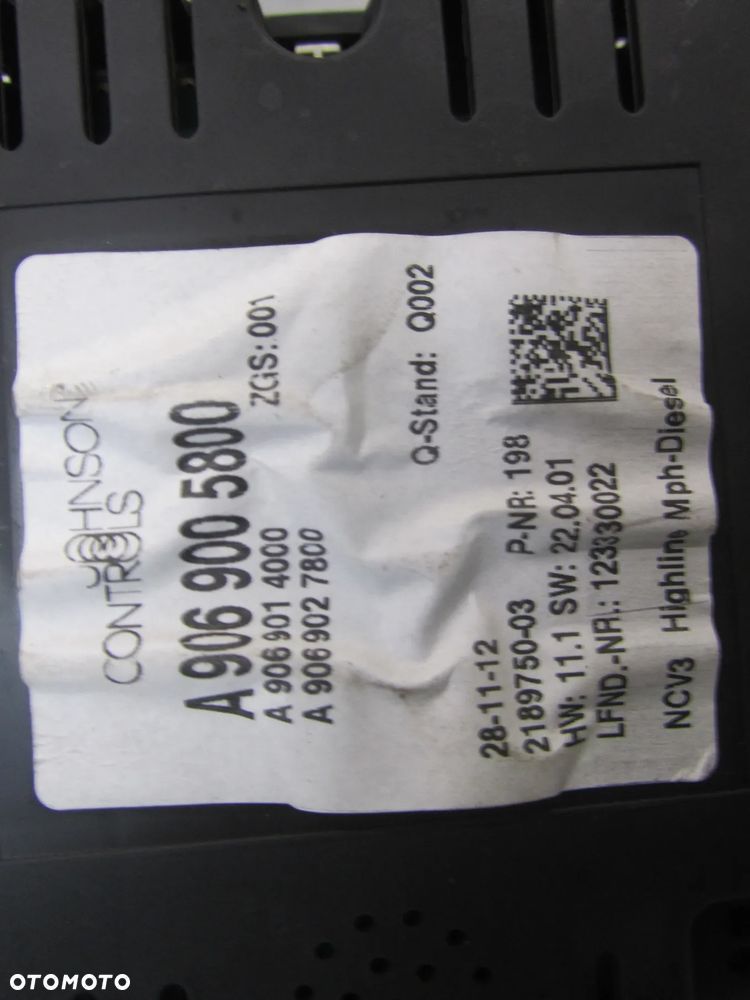 JOHNSON
CONTROLS
A 906 900 5800
A 906 901 4000 ZGS: 001
A 906 902 7800
Q-Stand: Q002
28-11-12
2189750-03 P-NR: 198
HW: 11.1 SW: 22.04.01
LFND.-NR.: 123330022
NCV3 Highline Mph-Diesel
OTOMOTO